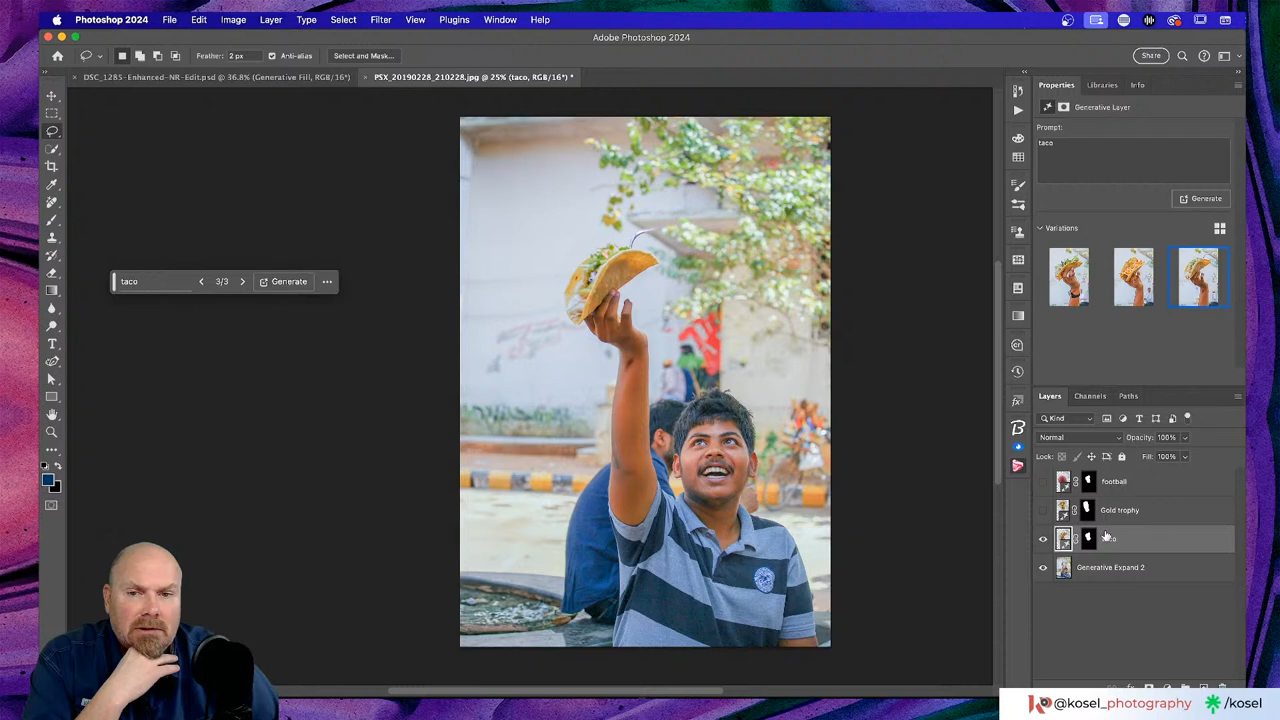 Photoshop 2024 File Edit Image Layer Type Select Filter View Plugins Window Help
Adobe Photoshop 2024
Feather: 2 px Anti-alias Select and Mask... Share
DSC_1285-Enhanced-NR-Edit.psd @ 36.8% (Generative Fill, RGB/16*) PSX_20190228_210228.jpg @ 25% (taco, RGB/16*) *
Properties Libraries Info
Generative Layer
Prompt:
taco
Generate
Variations
taco 3/3 Generate
Layers Channels Paths
Kind
Normal Opacity: 100%
Lock: Fill: 100%
football
Gold trophy
Generative Expand 2
@kosel_photography /kosel